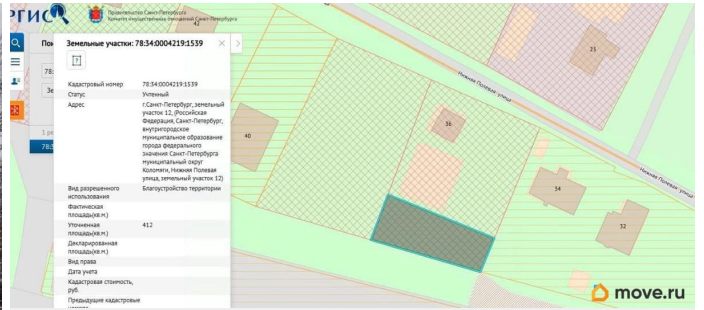 РГИС
Правительство Санкт-Петербурга
Комитет имущественных отношений Санкт-Петербурга
Земельные участки: 78:34:0004219:1539
Кадастровый номер 78:34:0004219:1539
Статус Учтенный
Адрес г.Санкт-Петербург, земельный
участок 12, (Российская
Федерация, Санкт-Петербург,
внутригородское
муниципальное образование
города федерального
значения Санкт-Петербурга
муниципальный округ
Коломяги, Нижняя Полевая
улица, земельный участок 12)
Вид разрешенного Благоустройство территории
использования
Фактическая
площадь(кв.м.)
Уточненная 412
площадь(кв.м.)
Декларированная
площадь(кв.м.)
Вид права
Дата учета
Кадастровая стоимость,
руб.
Предыдущие кадастровые
42
23
Нижняя Полевая улица
36
40
Нижняя Полевая улица
34
32
move.ru